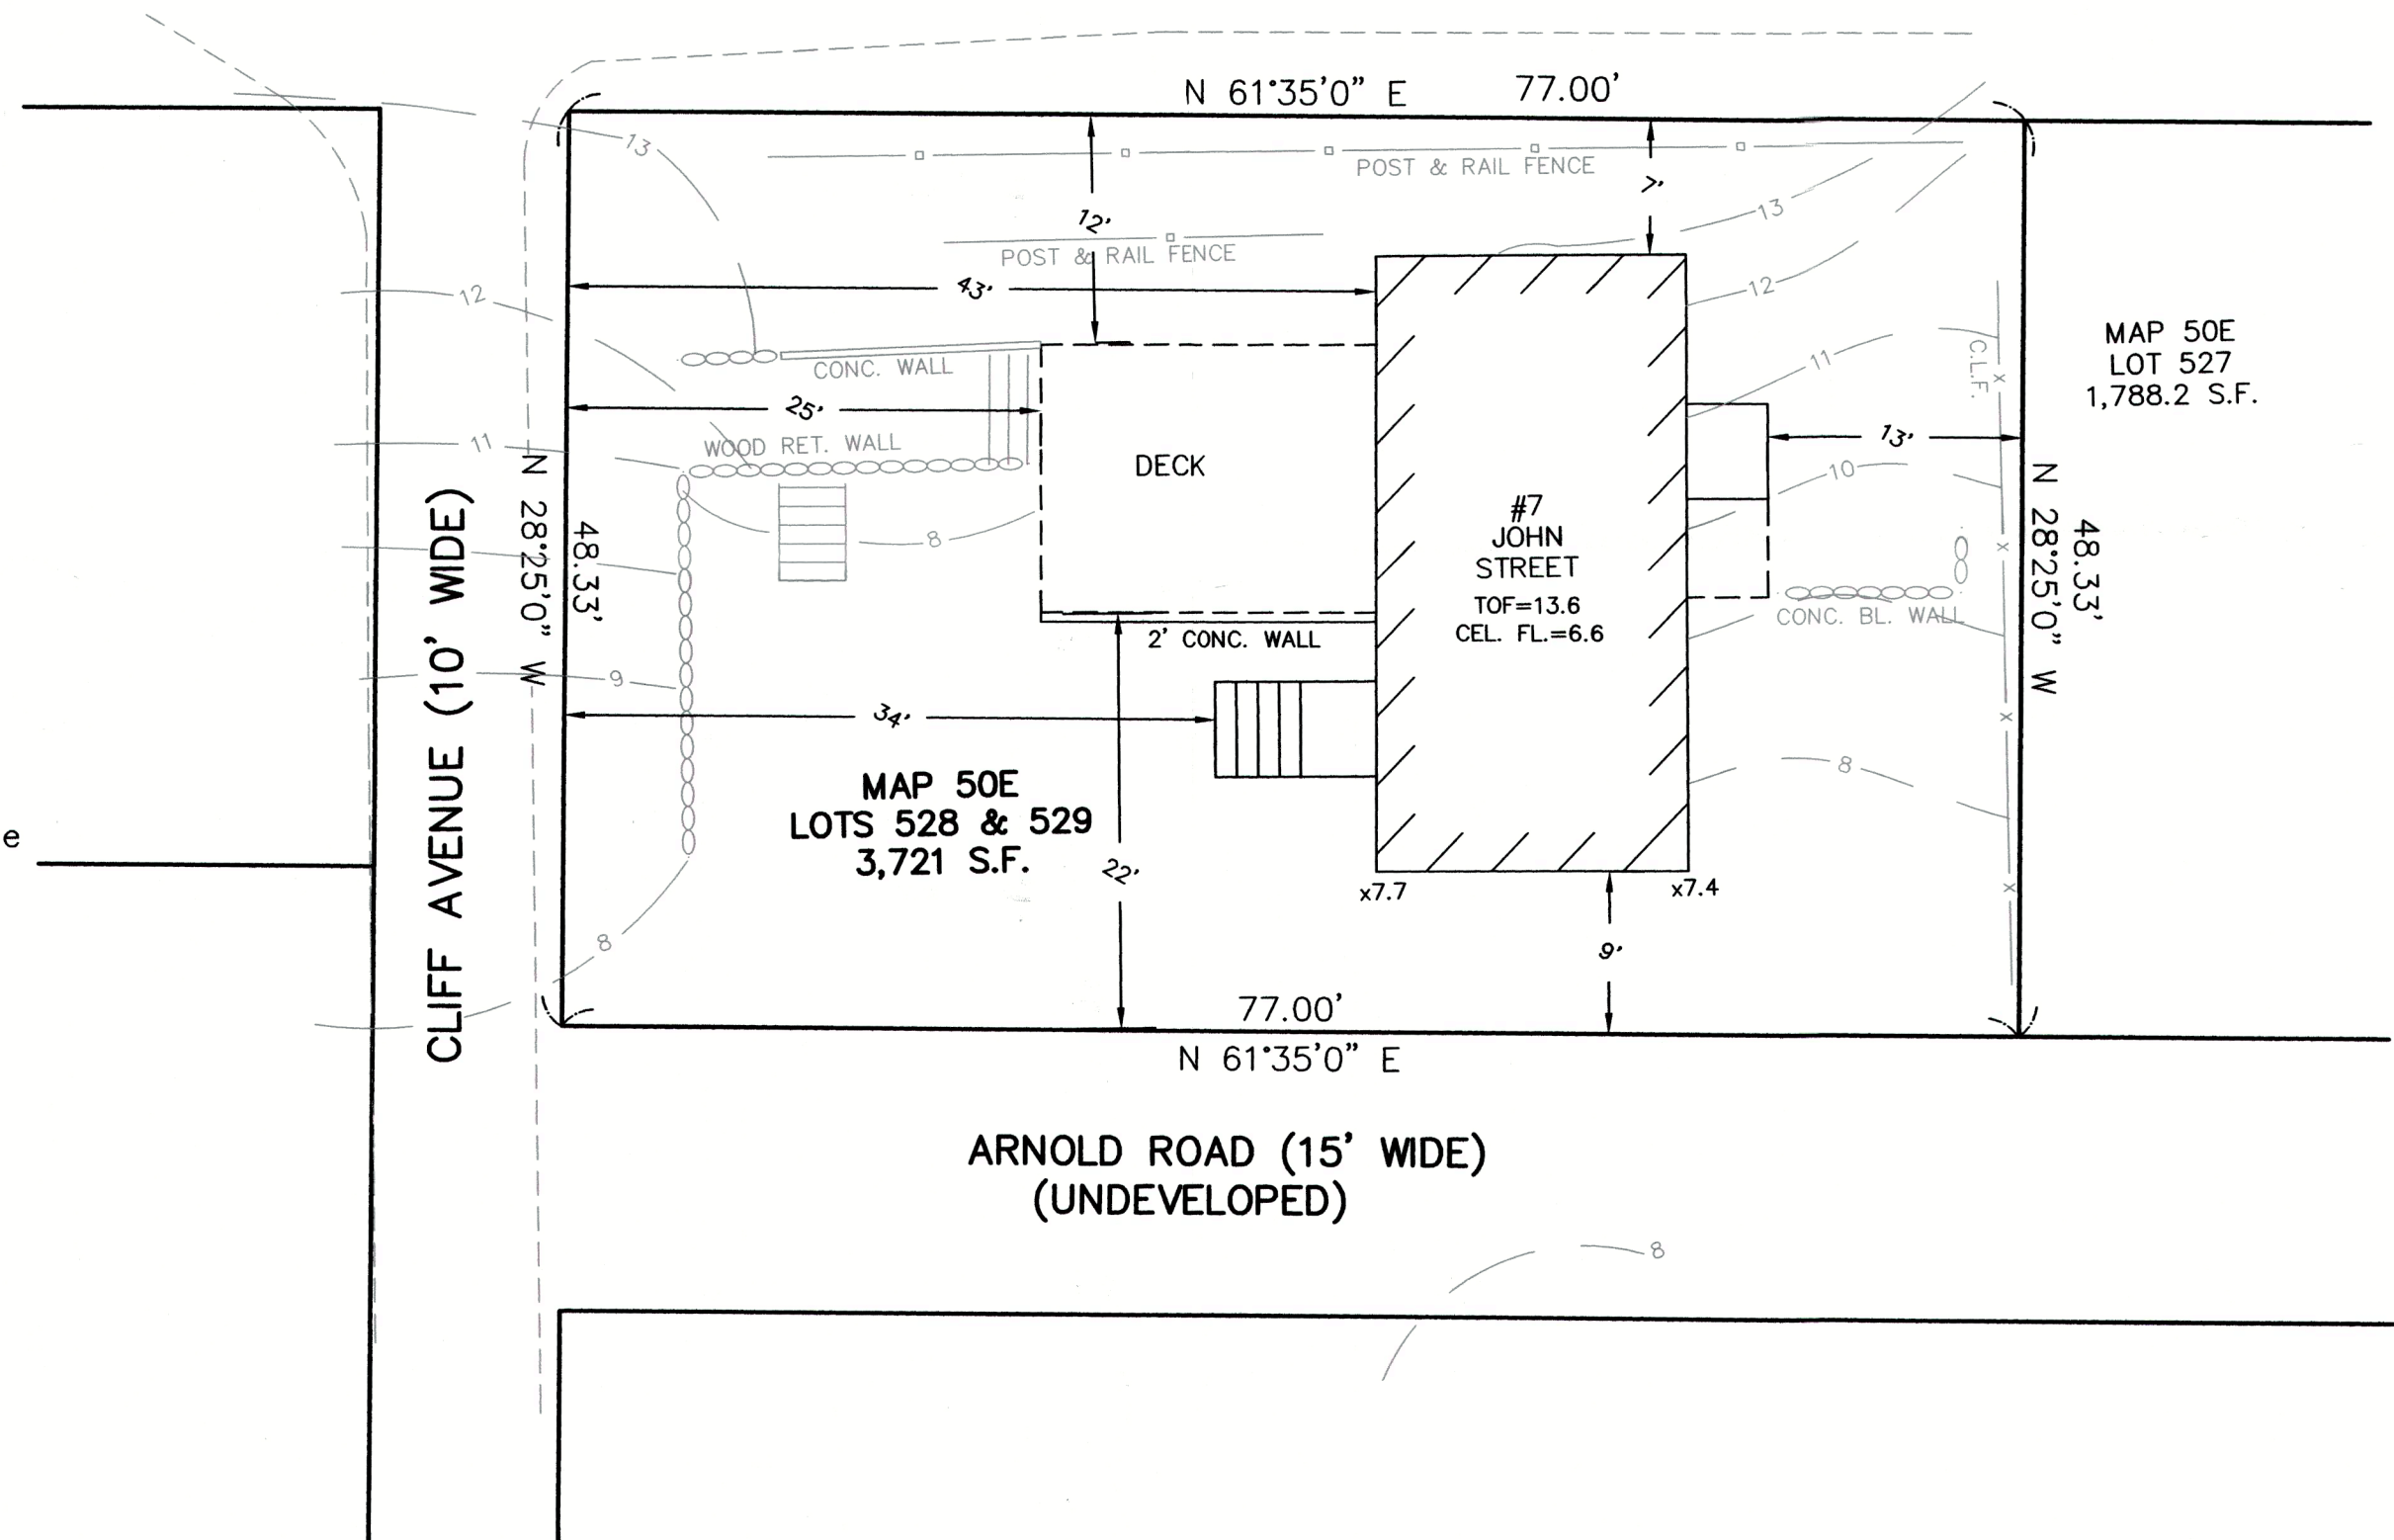 N 61°35'0" E 77.00'
13
POST & RAIL FENCE
7'
12'
13
POST & RAIL FENCE
43'
12
12
MAP 50E
LOT 527
1,788.2 S.F.
CONC. WALL
11
C.L.F.
25'
11
WOOD RET. WALL
DECK
13'
10
#7
JOHN
STREET
TOF=13.6
CEL. FL.=6.6
8
N 28°25'0" W
48.33'
N 28°25'0" W
48.33'
CONC. BL. WALL
2' CONC. WALL
9
34'
CLIFF AVENUE (10' WIDE)
MAP 50E
LOTS 528 & 529
3,721 S.F.
8
e
22'
x7.7
x7.4
8
9'
77.00'
N 61°35'0" E
ARNOLD ROAD (15' WIDE)
(UNDEVELOPED)
8